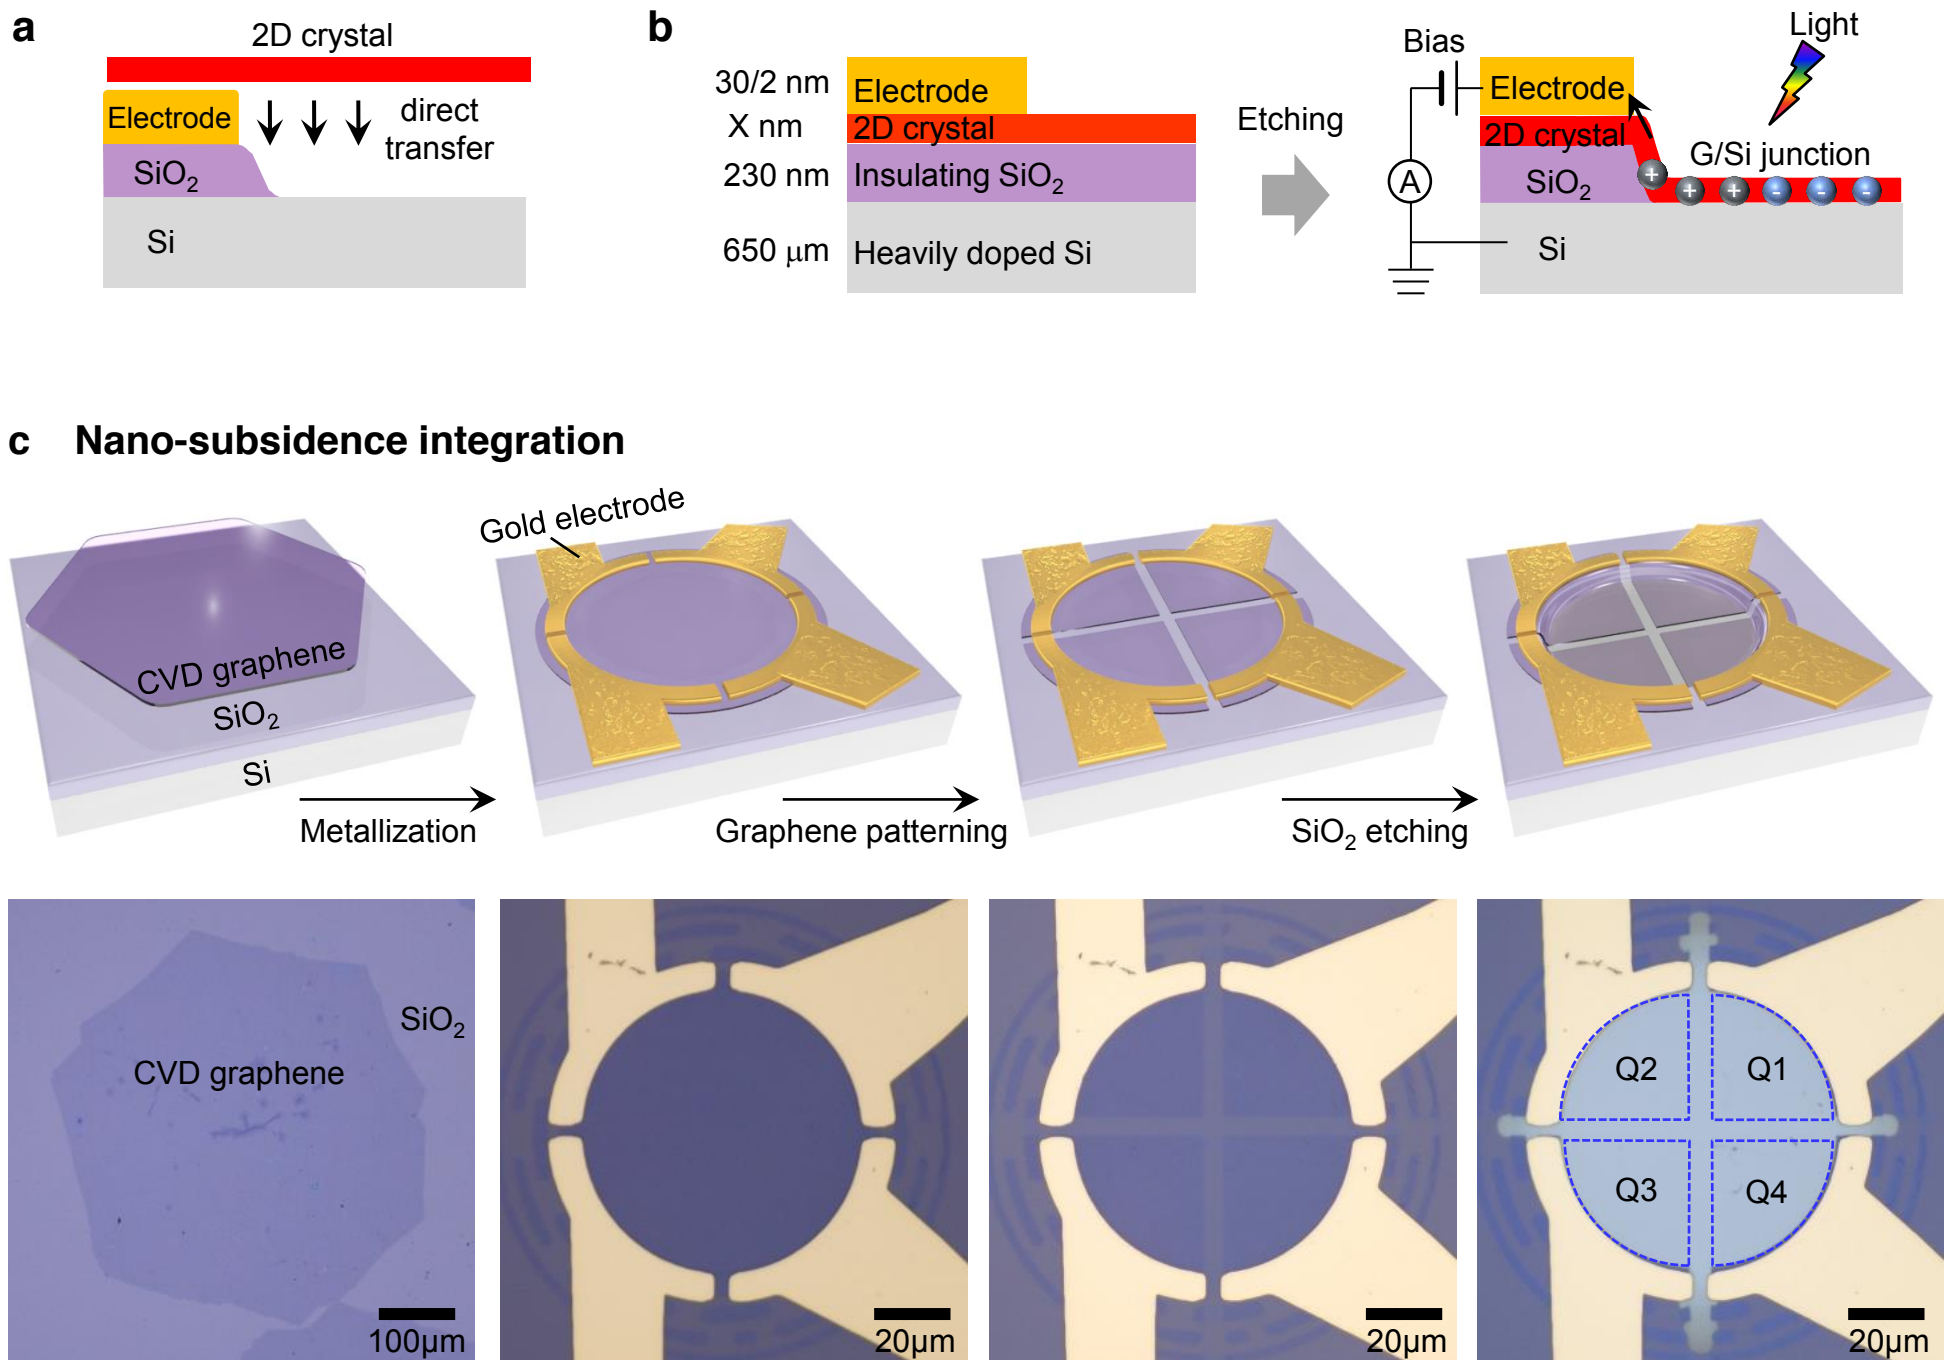 a
2D crystal
Electrode
direct
transfer
SiO₂
Si
b
30/2 nm
X nm
230 nm
650 μm
Electrode
2D crystal
Insulating SiO₂
Heavily doped Si
Etching
Bias
A
Light
Electrode
2D crystal
G/Si junction
SiO₂
+ + + - - -
Si
c Nano-subsidence integration
CVD graphene
SiO₂
Si
Gold electrode
Metallization
Graphene patterning
SiO₂ etching
CVD graphene
SiO₂
100μm
20μm
20μm
Q2 Q1
Q3 Q4
20μm